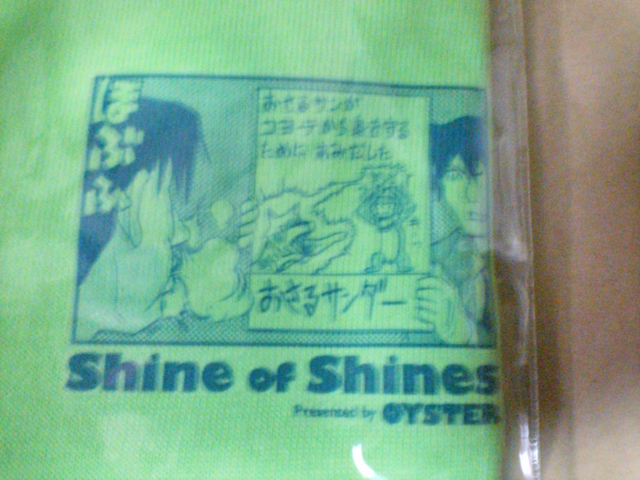 ほぶふ
おさるサンが
コヨーテから身を守る
ために あみだした
おさるサンダー
Shine of Shines
Presented by OYSTER